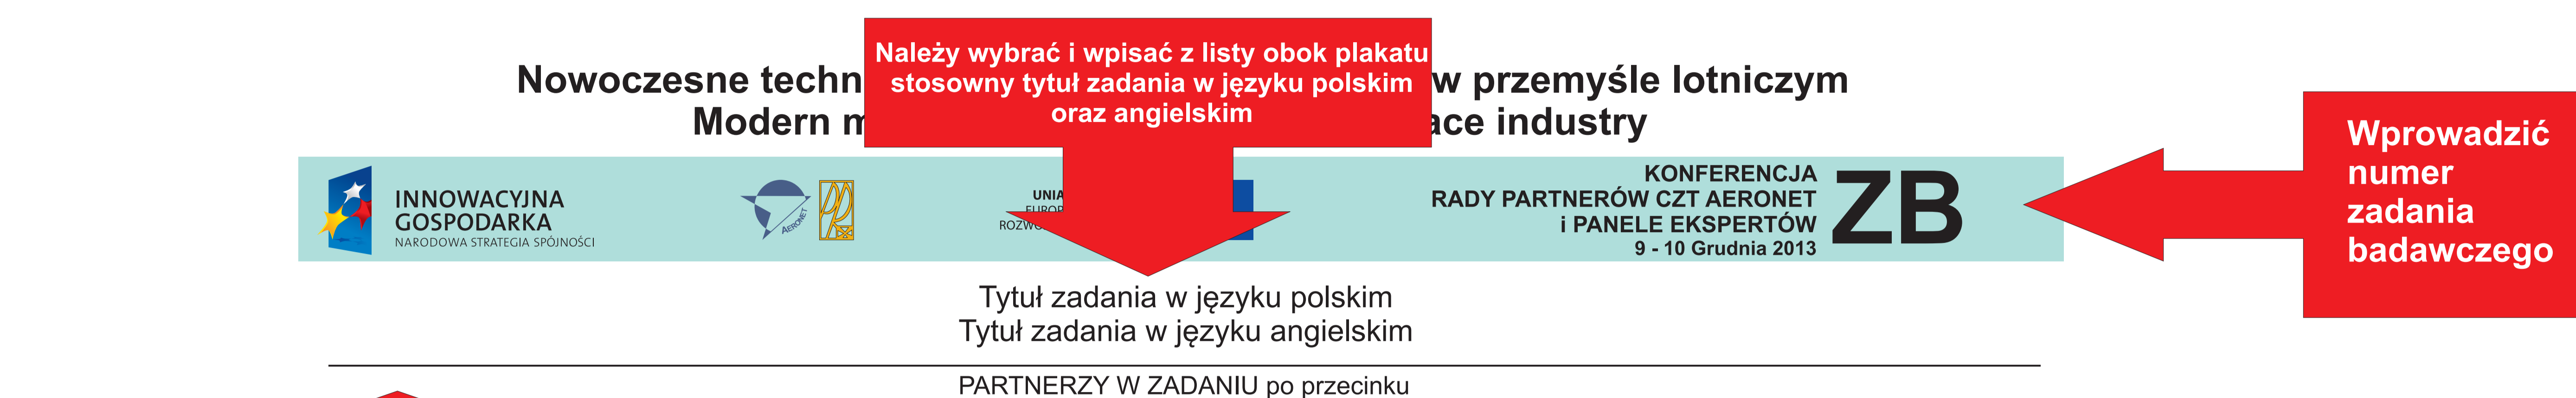 Należy wybrać i wpisać z listy obok plakatu
stosowny tytuł zadania w języku polskim
oraz angielskim
Nowoczesne techn w przemyśle lotniczym
Modern industry
Wprowadzić
numer
zadania
badawczego
INNOWACYJNA
GOSPODARKA
NARODOWA STRATEGIA SPÓJNOŚCI
AERONET
UNIA
KONFERENCJA
RADY PARTNERÓW CZT AERONET
i PANELE EKSPERTÓW
9 - 10 Grudnia 2013
ZB
Tytuł zadania w języku polskim
Tytuł zadania w języku angielskim
PARTNERZY W ZADANIU po przecinku